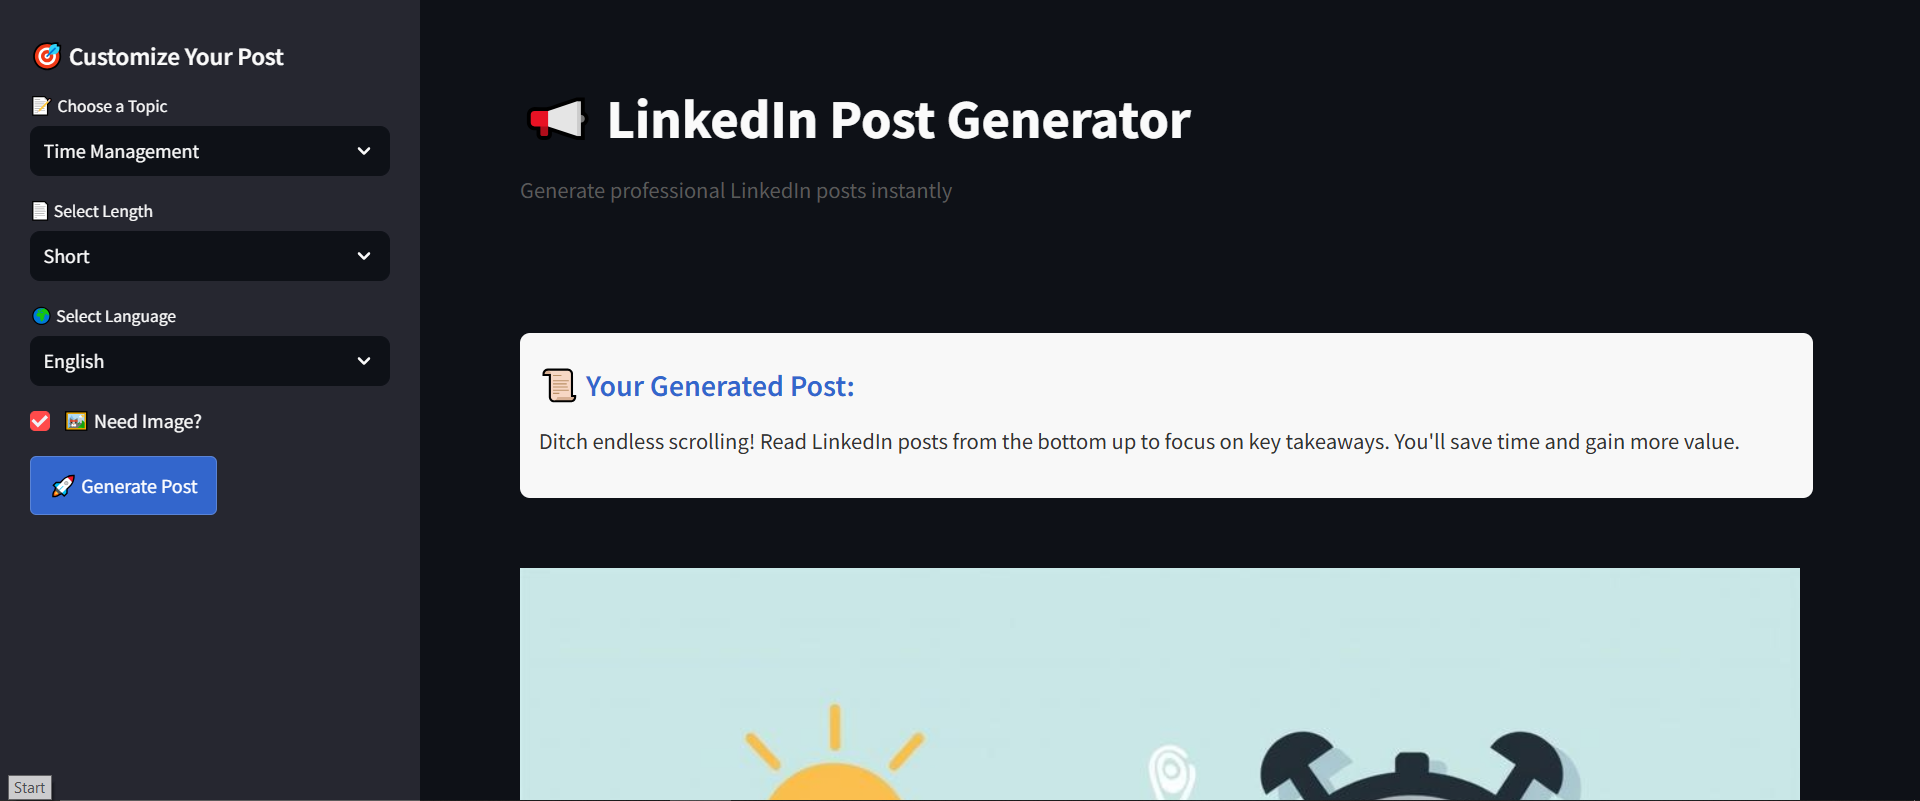 Customize Your Post
Choose a Topic
Time Management
Select Length
Short
Select Language
English
Need Image?
Generate Post
LinkedIn Post Generator
Generate professional LinkedIn posts instantly
Your Generated Post:
Ditch endless scrolling! Read LinkedIn posts from the bottom up to focus on key takeaways. You'll save time and gain more value.
Start